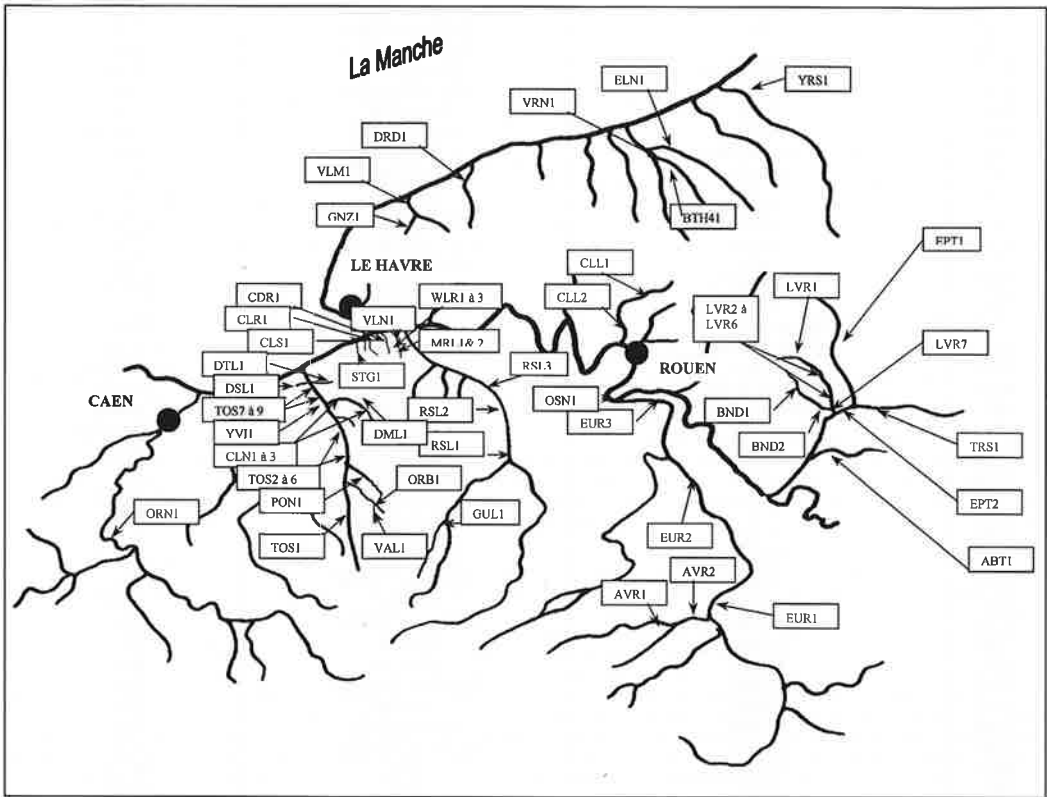 La Manche
ELN1
YRS1
VRN1
DRD1
VLM1
GNZ1
BTH41
EPT1
LE HAVRE
CLL1
LVR1
CDR1
WLR1 à 3
CLL2
LVR2 à
LVR6
CLR1
VLN1
CLS1
MRL1& 2
LVR7
DTL1
STG1
RSL3
ROUEN
DSL1
CAEN
OSN1
TOS7 à 9
RSL2
EUR3
BND1
YVI1
DML1
BND2
TRS1
CLN1 à 3
RSL1
TOS2 à 6
ORB1
PON1
EPT2
ORN1
GUL1
TOS1
VAL1
EUR2
ABT1
AVR2
AVR1
EUR1